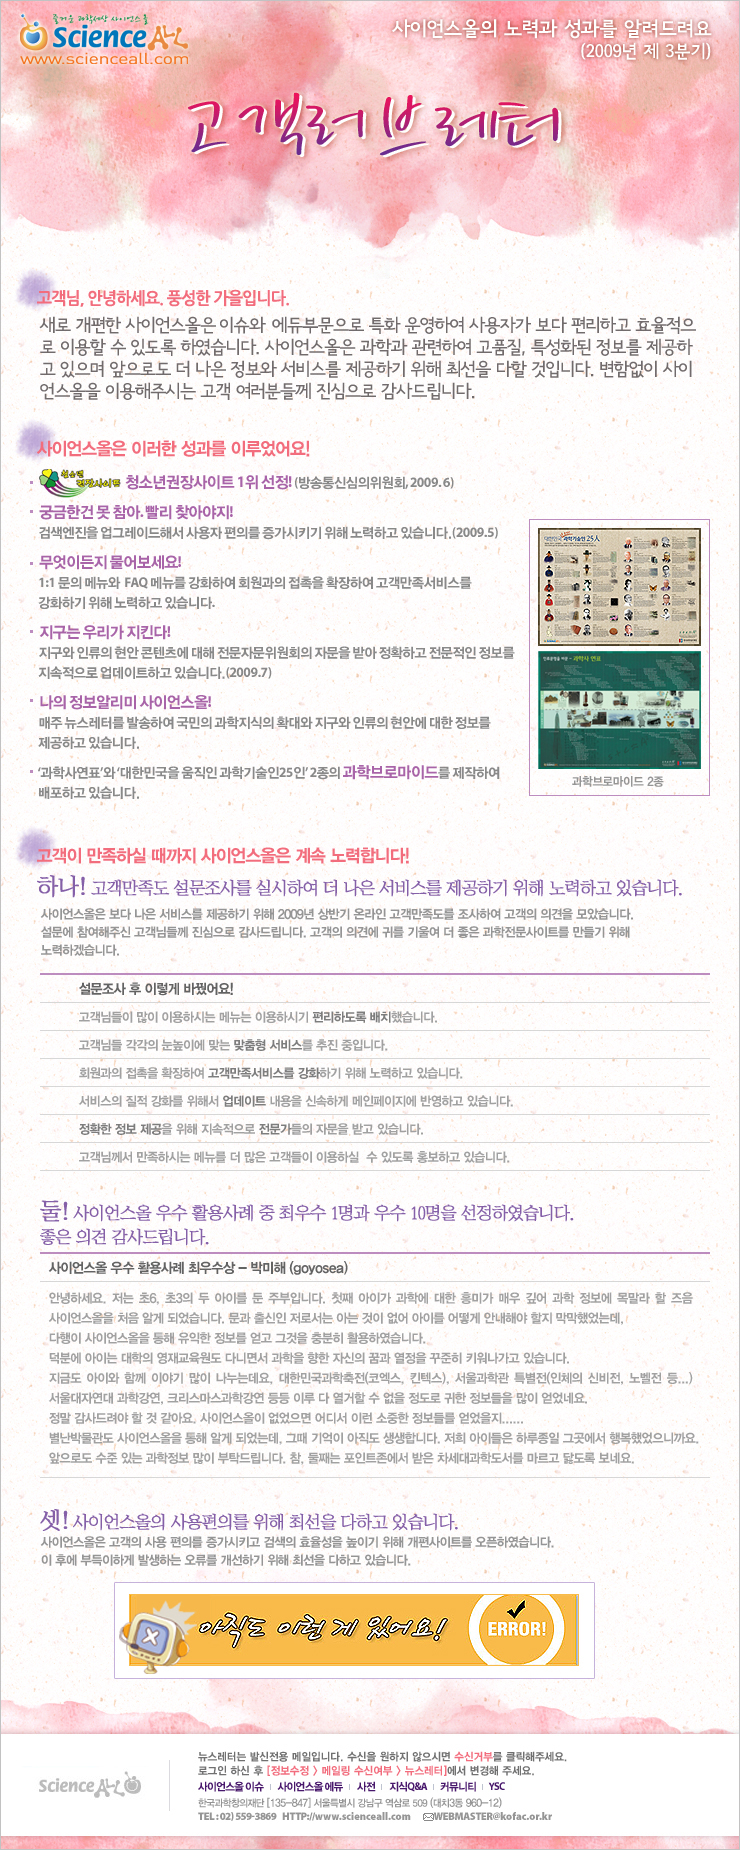 즐거운 과학세상 사이언스올
Science ALL
www.scienceall.com
사이언스올의 노력과 성과를 알려드려요
(2009년 제 3분기)
고객러브레터
고객님, 안녕하세요. 풍성한 가을입니다.
새로 개편한 사이언스올은 이슈와 에듀부문으로 특화 운영하여 사용자가 보다 편리하고 효율적으
로 이용할 수 있도록 하였습니다. 사이언스올은 과학과 관련하여 고품질, 특성화된 정보를 제공하
고 있으며 앞으로도 더 나은 정보와 서비스를 제공하기 위해 최선을 다할 것입니다. 변함없이 사이
언스올을 이용해주시는 고객 여러분들께 진심으로 감사드립니다.
사이언스올은 이러한 성과를 이루었어요!
청소년 권장사이트 청소년권장사이트 1위 선정! (방송통신심의위원회, 2009. 6)
궁금한건 못 참아. 빨리 찾아야지!
검색엔진을 업그레이드해서 사용자 편의를 증가시키기 위해 노력하고 있습니다.(2009.5)
무엇이든지 물어보세요!
1:1 문의 메뉴와 FAQ 메뉴를 강화하여 회원과의 접촉을 확장하여 고객만족서비스를
강화하기 위해 노력하고 있습니다.
지구는 우리가 지킨다!
지구와 인류의 현안 콘텐츠에 대해 전문자문위원회의 자문을 받아 정확하고 전문적인 정보를
지속적으로 업데이트하고 있습니다.(2009.7)
나의 정보알리미 사이언스올!
매주 뉴스레터를 발송하여 국민의 과학지식의 확대와 지구와 인류의 현안에 대한 정보를
제공하고 있습니다.
'과학사연표'와 '대한민국을 움직인 과학기술인25인' 2종의 과학브로마이드를 제작하여
배포하고 있습니다.
과학기술인 25人
과학사 연표
과학브로마이드 2종
고객이 만족하실 때까지 사이언스올은 계속 노력합니다!
하나! 고객만족도 설문조사를 실시하여 더 나은 서비스를 제공하기 위해 노력하고 있습니다.
사이언스올은 보다 나은 서비스를 제공하기 위해 2009년 상반기 온라인 고객만족도를 조사하여 고객의 의견을 모았습니다.
설문에 참여해주신 고객님들께 진심으로 감사드립니다. 고객의 의견에 귀를 기울여 더 좋은 과학전문사이트를 만들기 위해
노력하겠습니다.
설문조사 후 이렇게 바꿨어요!
고객님들이 많이 이용하시는 메뉴는 이용하시기 편리하도록 배치했습니다.
고객님들 각각의 눈높이에 맞는 맞춤형 서비스를 추진 중입니다.
회원과의 접촉을 확장하여 고객만족서비스를 강화하기 위해 노력하고 있습니다.
서비스의 질적 강화를 위해서 업데이트 내용을 신속하게 메인페이지에 반영하고 있습니다.
정확한 정보 제공을 위해 지속적으로 전문가들의 자문을 받고 있습니다.
고객님께서 만족하시는 메뉴를 더 많은 고객들이 이용하실 수 있도록 홍보하고 있습니다.
둘! 사이언스올 우수 활용사례 중 최우수 1명과 우수 10명을 선정하였습니다.
좋은 의견 감사드립니다.
사이언스올 우수 활용사례 최우수상 - 박미해 (goyosea)
안녕하세요. 저는 초6, 초3의 두 아이를 둔 주부입니다. 첫째 아이가 과학에 대한 흥미가 매우 깊어 과학 정보에 목말라 할 즈음
사이언스올을 처음 알게 되었습니다. 문과 출신인 저로서는 아는 것이 없어 아이를 어떻게 안내해야 할지 막막했었는데,
다행이 사이언스올을 통해 유익한 정보를 얻고 그것을 충분히 활용하였습니다.
덕분에 아이는 대학의 영재교육원도 다니면서 과학을 향한 자신의 꿈과 열정을 꾸준히 키워나가고 있습니다.
지금도 아이와 함께 이야기 많이 나누는데요, 대한민국과학축전(코엑스, 킨텍스), 서울과학관 특별전(인체의 신비전, 노벨전 등...)
서울대자연대 과학강연, 크리스마스과학강연 등등 이루 다 열거할 수 없을 정도로 귀한 정보들을 많이 얻었네요.
정말 감사드려야 할 것 같아요. 사이언스올이 없었으면 어디서 이런 소중한 정보들을 얻었을지......
별난박물관도 사이언스올을 통해 알게 되었는데, 그때 기억이 아직도 생생합니다. 저희 아이들은 하루종일 그곳에서 행복했었으니까요.
앞으로도 수준 있는 과학정보 많이 부탁드립니다. 참, 둘째는 포인트존에서 받은 차세대과학도서를 마르고 닳도록 보네요.
셋! 사이언스올의 사용편의를 위해 최선을 다하고 있습니다.
사이언스올은 고객의 사용 편의를 증가시키고 검색의 효율성을 높이기 위해 개편사이트를 오픈하였습니다.
이 후에 부득이하게 발생하는 오류를 개선하기 위해 최선을 다하고 있습니다.
아직도 이런 게 있어요!
ERROR!
Science ALL
뉴스레터는 발신전용 메일입니다. 수신을 원하지 않으시면 수신거부를 클릭해주세요.
로그인 하신 후 [정보수정 > 메일링 수신여부 > 뉴스레터]에서 변경해 주세요.
사이언스올 이슈 | 사이언스올 에듀 | 사전 | 지식Q&A | 커뮤니티 | YSC
한국과학창의재단 [135-847] 서울특별시 강남구 역삼로 509 (대치3동 960-12)
TEL : 02) 559-3869 HTTP://www.scienceall.com WEBMASTER@kofac.or.kr